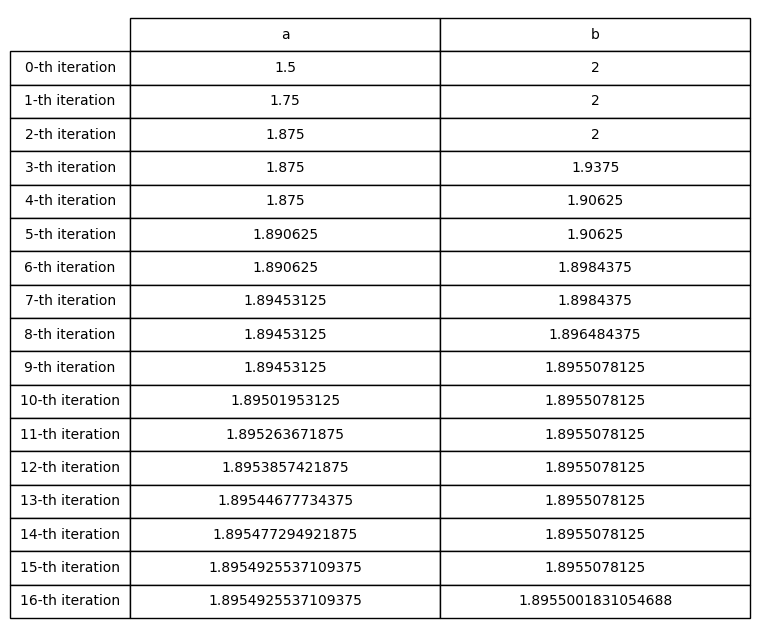 a b
0-th iteration 1.5 2
1-th iteration 1.75 2
2-th iteration 1.875 2
3-th iteration 1.875 1.9375
4-th iteration 1.875 1.90625
5-th iteration 1.890625 1.90625
6-th iteration 1.890625 1.8984375
7-th iteration 1.89453125 1.8984375
8-th iteration 1.89453125 1.896484375
9-th iteration 1.89453125 1.8955078125
10-th iteration 1.89501953125 1.8955078125
11-th iteration 1.895263671875 1.8955078125
12-th iteration 1.8953857421875 1.8955078125
13-th iteration 1.89544677734375 1.8955078125
14-th iteration 1.895477294921875 1.8955078125
15-th iteration 1.8954925537109375 1.8955078125
16-th iteration 1.8954925537109375 1.8955001831054688